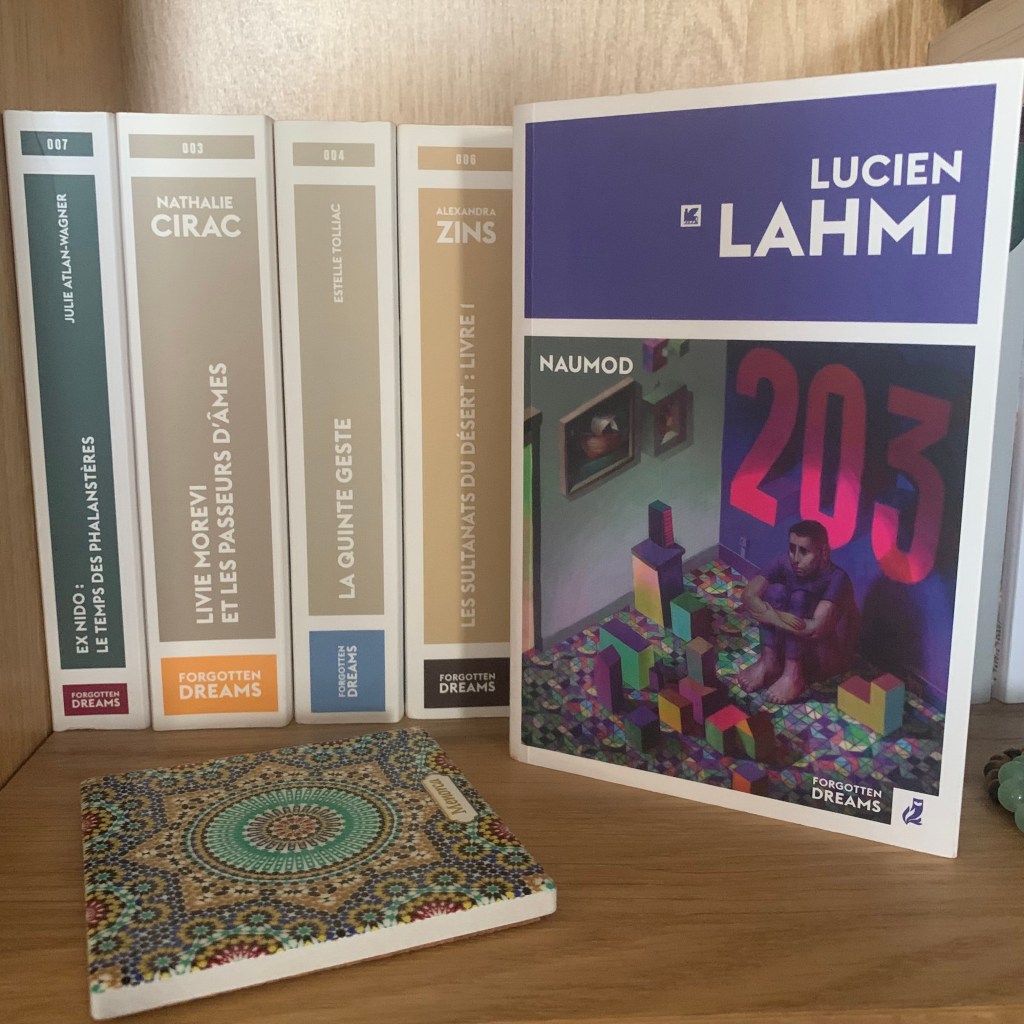 007
JULIE ATLAN-WAGNER
EX NIDO :
LE TEMPS DES PHALANSTÈRES
FORGOTTEN
DREAMS
003
NATHALIE
CIRAC
LIVIE MOREVI
ET LES PASSEURS D'ÂMES
FORGOTTEN
DREAMS
004
ESTELLE TOLLIAC
LA QUINTE GESTE
FORGOTTEN
DREAMS
006
ALEXANDRA
ZINS
LES SULTANATS DU DÉSERT : LIVRE I
FORGOTTEN
DREAMS
LUCIEN
LAHMI
NAUMOD
203
FORGOTTEN
DREAMS